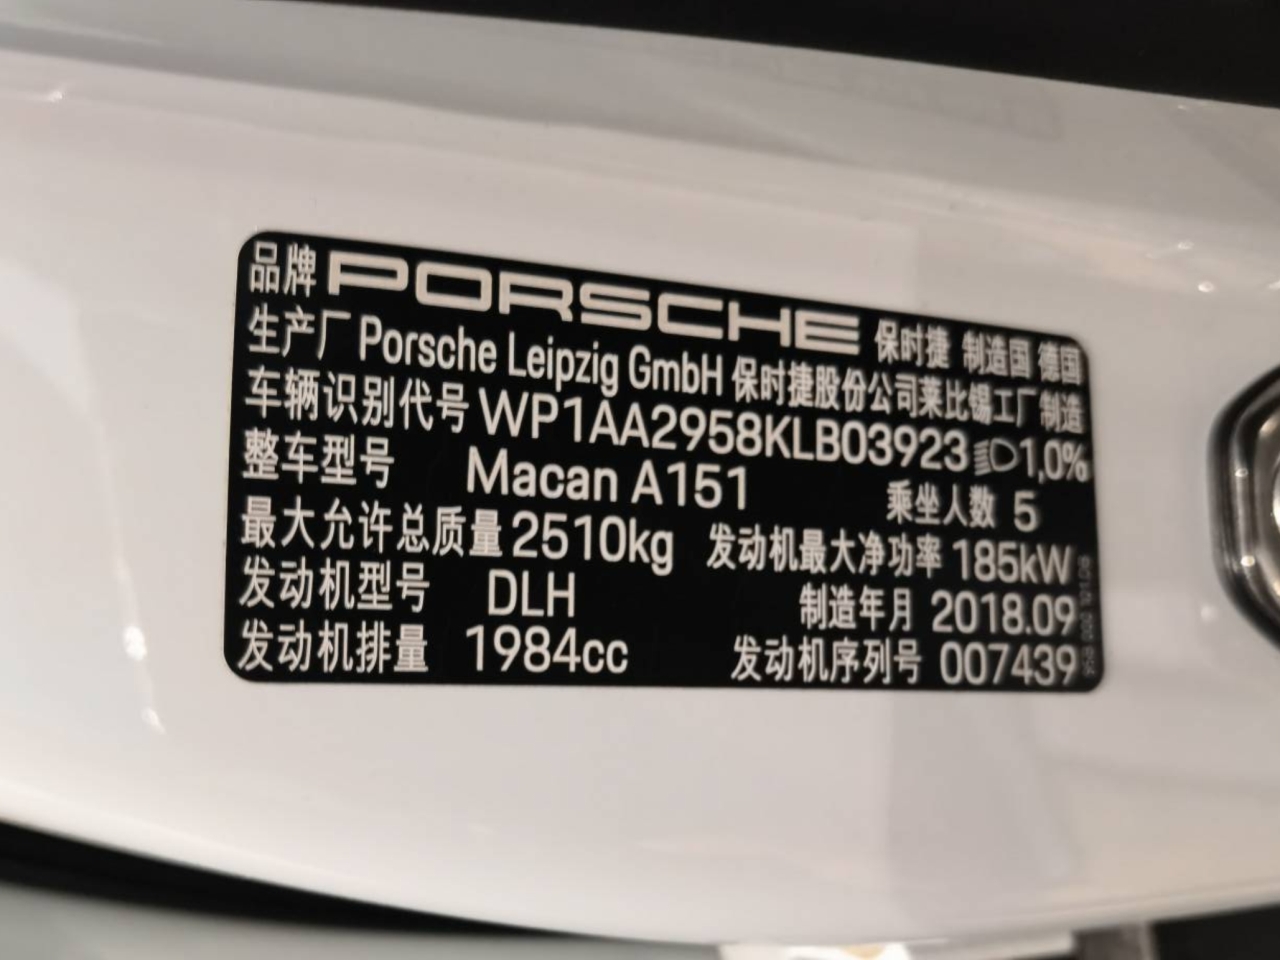 品牌 PORSCHE 保时捷 制造国 德国
生产厂 Porsche Leipzig GmbH 保时捷股份公司莱比锡工厂制造
车辆识别代号 WP1AA2958KLB03923 1,0%
整车型号 Macan A151 乘坐人数 5
最大允许总质量 2510kg 发动机最大净功率 185kW
发动机型号 DLH 制造年月 2018.09
发动机排量 1984cc 发动机序列号 007439